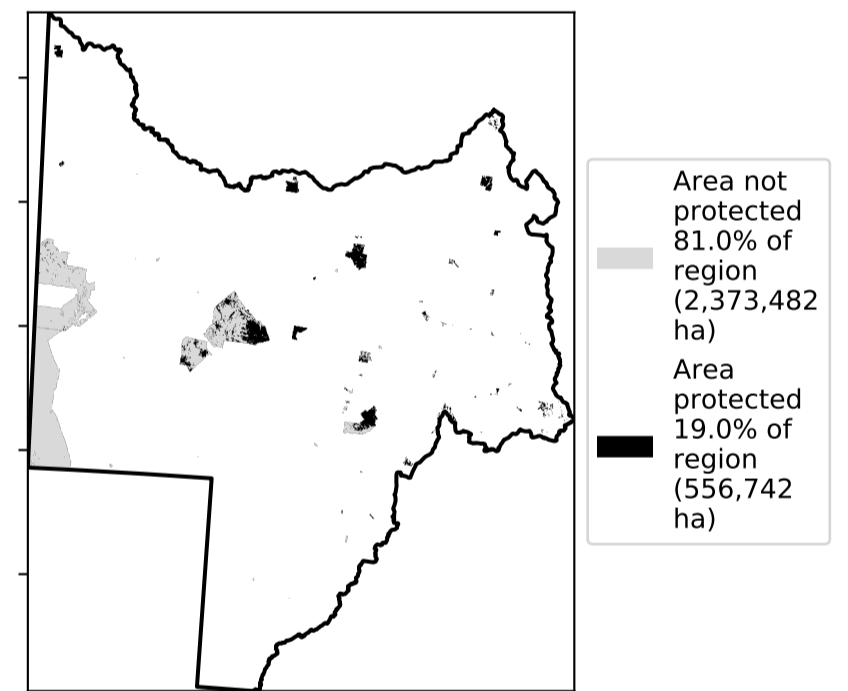 Area not
protected
81.0% of
region
(2,373,482
ha)
Area
protected
19.0% of
region
(556,742
ha)